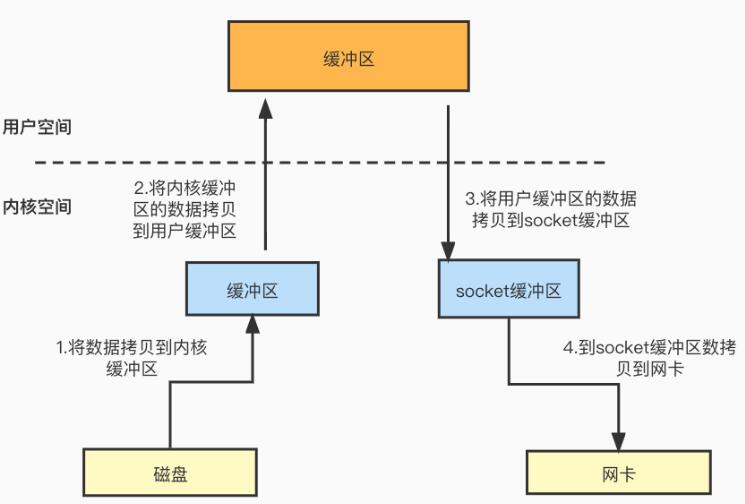 缓冲区
用户空间
内核空间
2.将内核缓冲
区的数据拷贝
到用户缓冲区
3.将用户缓冲区的数据
拷贝到socket缓冲区
缓冲区
socket缓冲区
1.将数据拷贝到内核
缓冲区
4.到socket缓冲区数拷
贝到网卡
磁盘
网卡